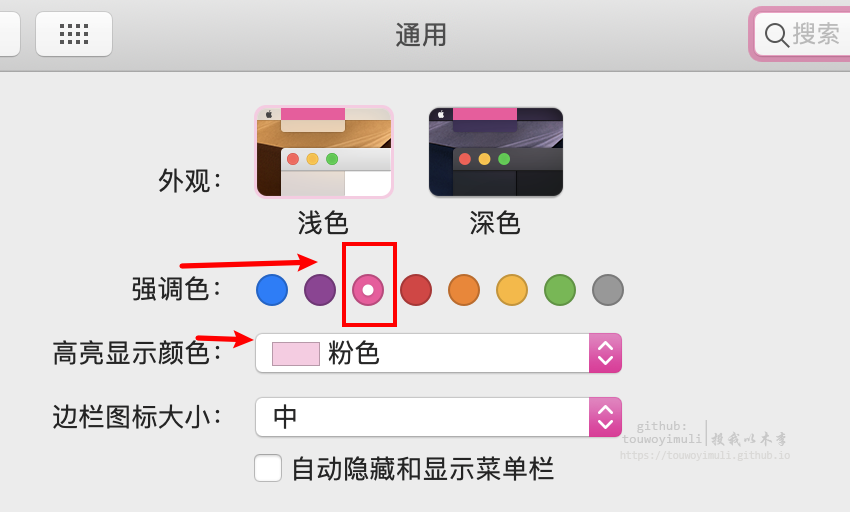 通用
搜索
外观：
浅色
深色
强调色：
高亮显示颜色：
粉色
边栏图标大小：
中
自动隐藏和显示菜单栏
github:
touwoyimuli
投我以木李
https://touwoyimuli.github.io